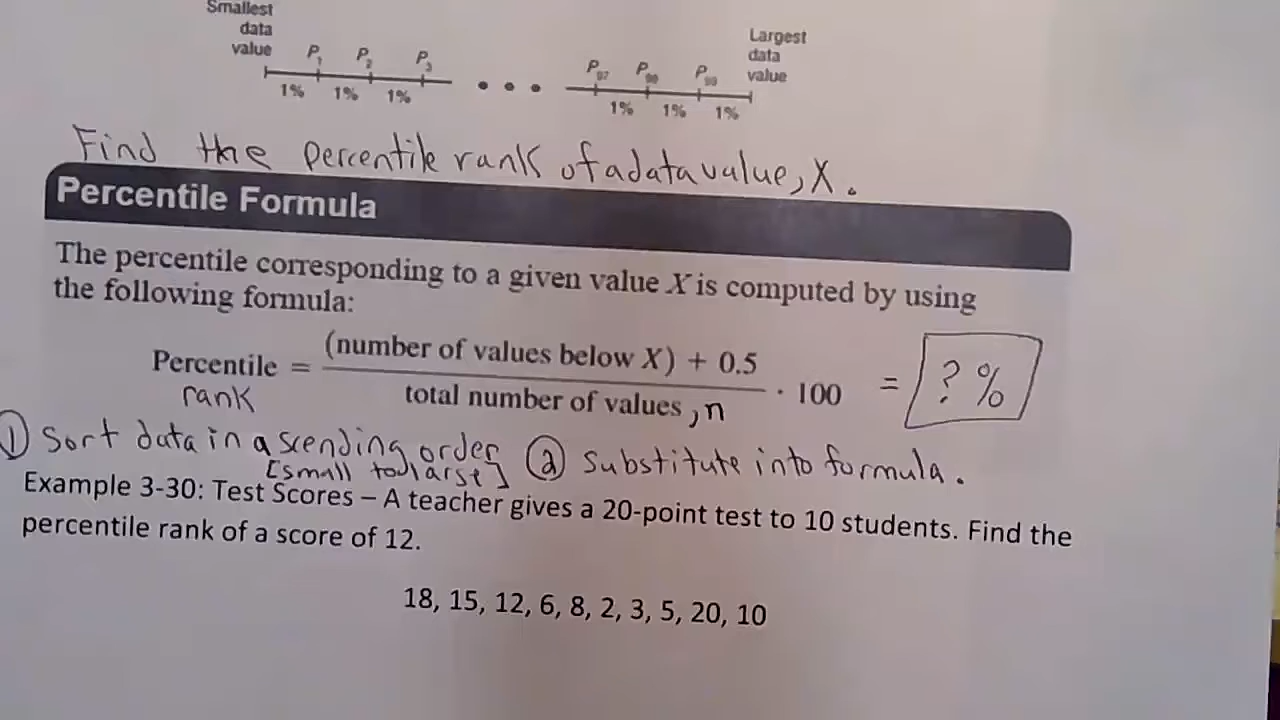 Smallest
data
value
Largest
data
value
P1 P2 P3
P97 P98 P99
1% 1% 1%
1% 1% 1%
Find the percentile rank of a data value, X.
Percentile Formula
The percentile corresponding to a given value X is computed by using
the following formula:
Percentile = (number of values below X) + 0.5 · 100 = ? %
rank total number of values, n
① Sort data in ascending order ② Substitute into formula.
[small to large]
Example 3-30: Test Scores – A teacher gives a 20-point test to 10 students. Find the
percentile rank of a score of 12.
18, 15, 12, 6, 8, 2, 3, 5, 20, 10